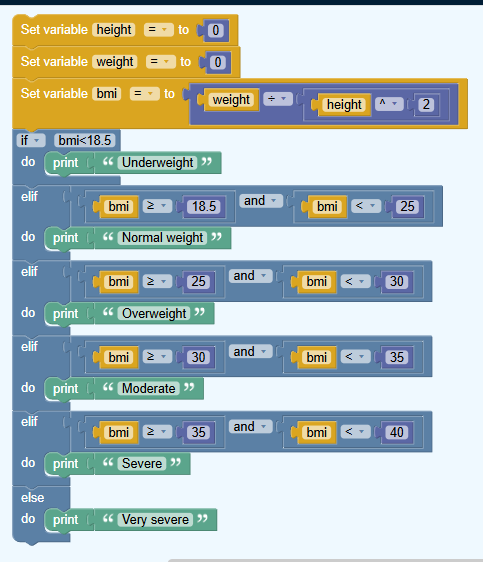 Set variable height = to 0
Set variable weight = to 0
Set variable bmi = to weight ÷ height ^ 2
if bmi<18.5
do print “ Underweight ”
elif bmi ≥ 18.5 and bmi < 25
do print “ Normal weight ”
elif bmi ≥ 25 and bmi < 30
do print “ Overweight ”
elif bmi ≥ 30 and bmi < 35
do print “ Moderate ”
elif bmi ≥ 35 and bmi < 40
do print “ Severe ”
else
do print “ Very severe ”